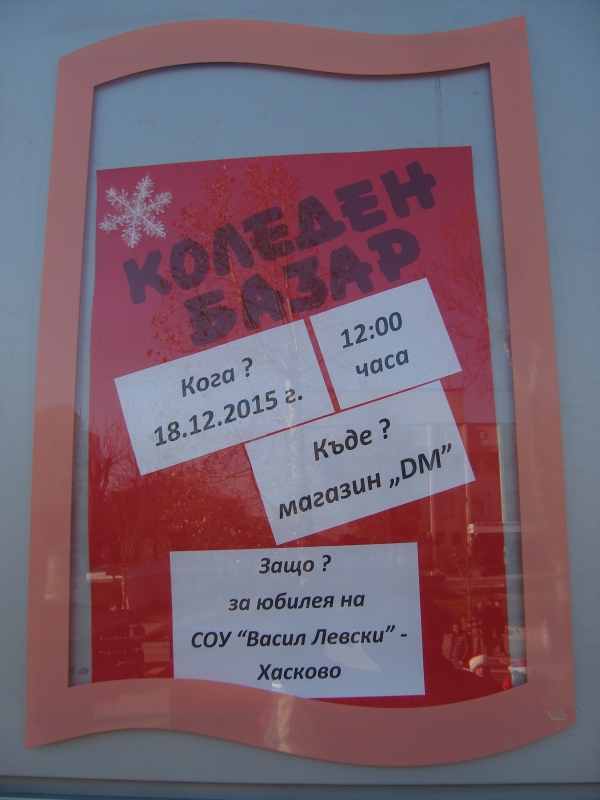 КОЛЕДЕН
БАЗАР
Кога ?
18.12.2015 г.
12:00
часа
Къде ?
магазин „DM”
Защо ?
за юбилея на
СОУ “Васил Левски” -
Хасково